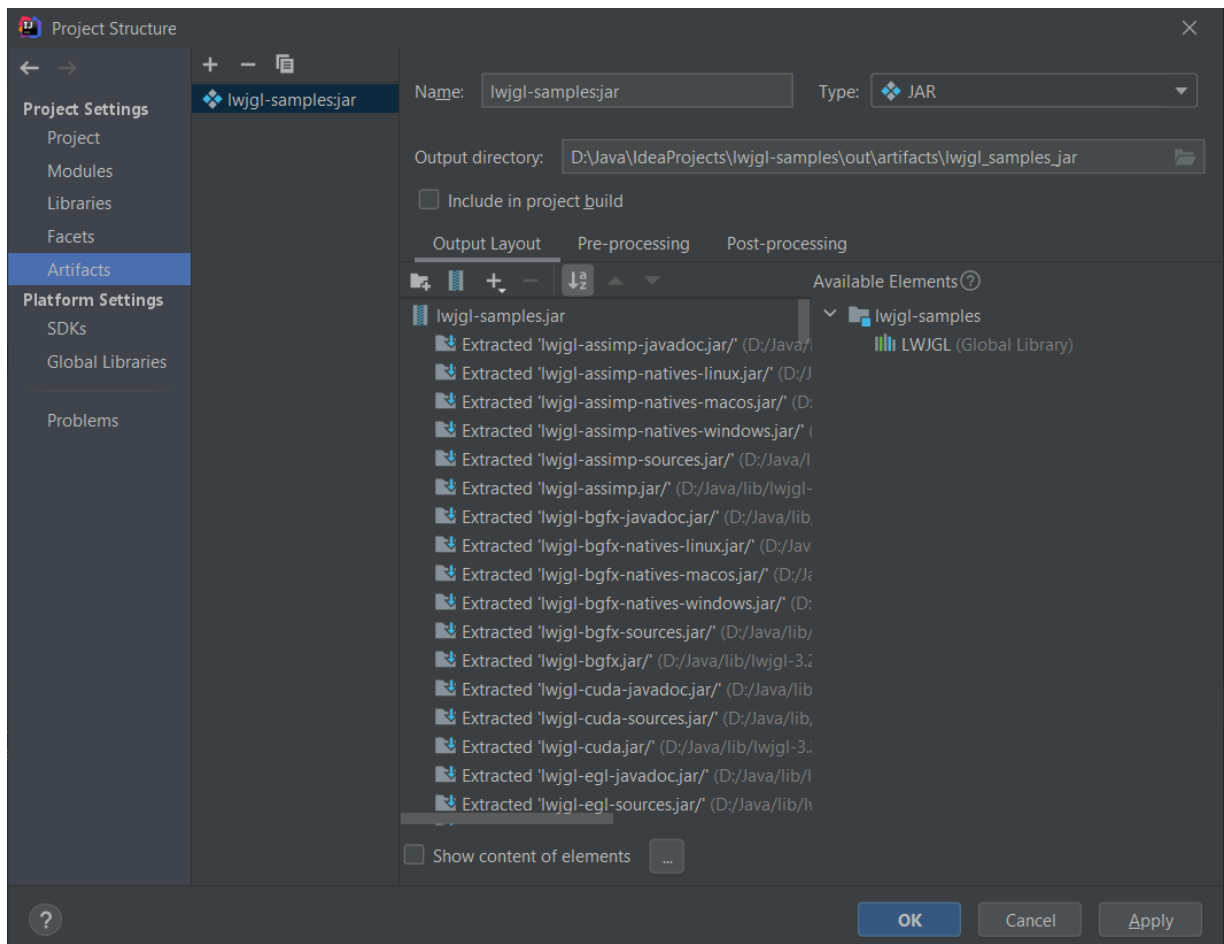 Project Structure
Project Settings
Project
Modules
Libraries
Facets
Artifacts
Platform Settings
SDKs
Global Libraries
Problems
lwjgl-samples:jar
Name: lwjgl-samples:jar Type: JAR
Output directory: D:\Java\IdeaProjects\lwjgl-samples\out\artifacts\lwjgl_samples_jar
Include in project build
Output Layout Pre-processing Post-processing
Available Elements
lwjgl-samples.jar
Extracted 'lwjgl-assimp-javadoc.jar/' (D:/Java/l
Extracted 'lwjgl-assimp-natives-linux.jar/' (D:/J
Extracted 'lwjgl-assimp-natives-macos.jar/' (D:
Extracted 'lwjgl-assimp-natives-windows.jar/' (
Extracted 'lwjgl-assimp-sources.jar/' (D:/Java/l
Extracted 'lwjgl-assimp.jar/' (D:/Java/lib/lwjgl-
Extracted 'lwjgl-bgfx-javadoc.jar/' (D:/Java/lib,
Extracted 'lwjgl-bgfx-natives-linux.jar/' (D:/Jav
Extracted 'lwjgl-bgfx-natives-macos.jar/' (D:/Ja
Extracted 'lwjgl-bgfx-natives-windows.jar/' (D:
Extracted 'lwjgl-bgfx-sources.jar/' (D:/Java/lib/
Extracted 'lwjgl-bgfx.jar/' (D:/Java/lib/lwjgl-3.2
Extracted 'lwjgl-cuda-javadoc.jar/' (D:/Java/lib
Extracted 'lwjgl-cuda-sources.jar/' (D:/Java/lib,
Extracted 'lwjgl-cuda.jar/' (D:/Java/lib/lwjgl-3.2
Extracted 'lwjgl-egl-javadoc.jar/' (D:/Java/lib/l
Extracted 'lwjgl-egl-sources.jar/' (D:/Java/lib/lv
lwjgl-samples
LWJGL (Global Library)
Show content of elements ...
? OK Cancel Apply